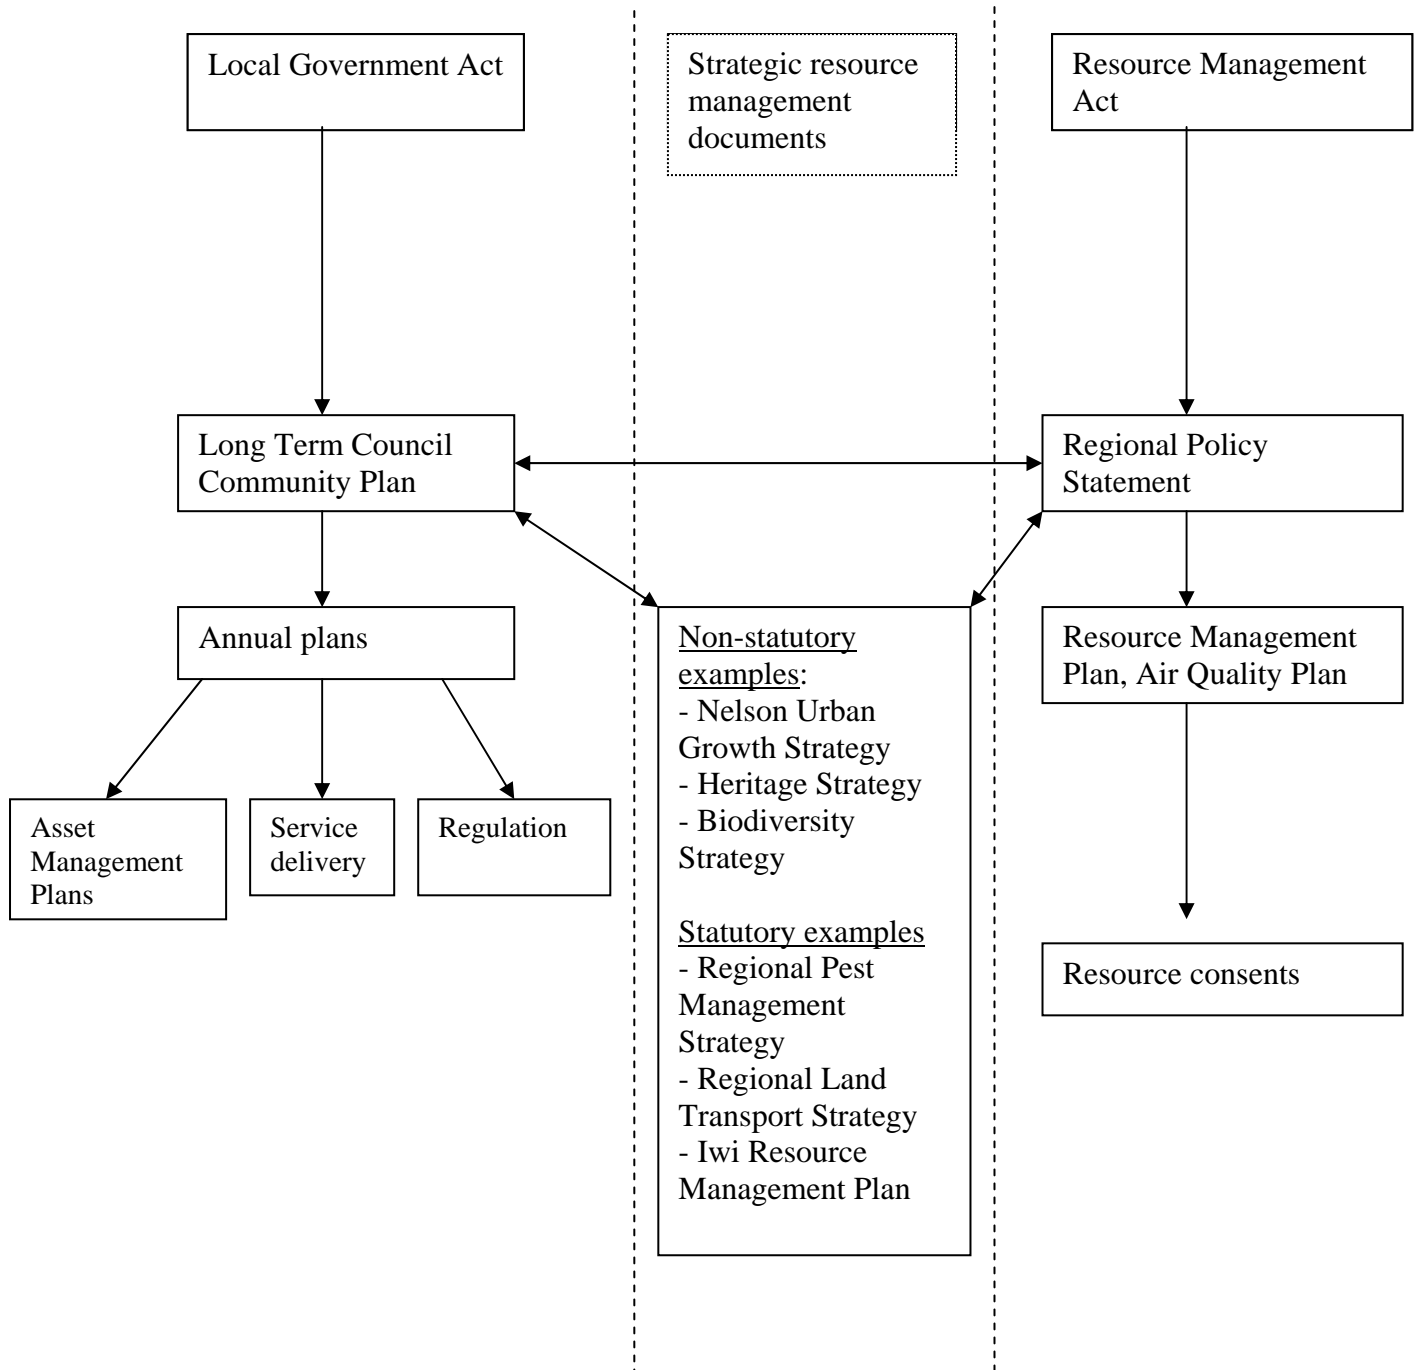 Local Government Act
Strategic resource
management
documents
Resource Management
Act
Long Term Council
Community Plan
Regional Policy
Statement
Annual plans
Non-statutory
examples:
- Nelson Urban
Growth Strategy
- Heritage Strategy
- Biodiversity
Strategy
Statutory examples
- Regional Pest
Management
Strategy
- Regional Land
Transport Strategy
- Iwi Resource
Management Plan
Resource Management
Plan, Air Quality Plan
Asset
Management
Plans
Service
delivery
Regulation
Resource consents